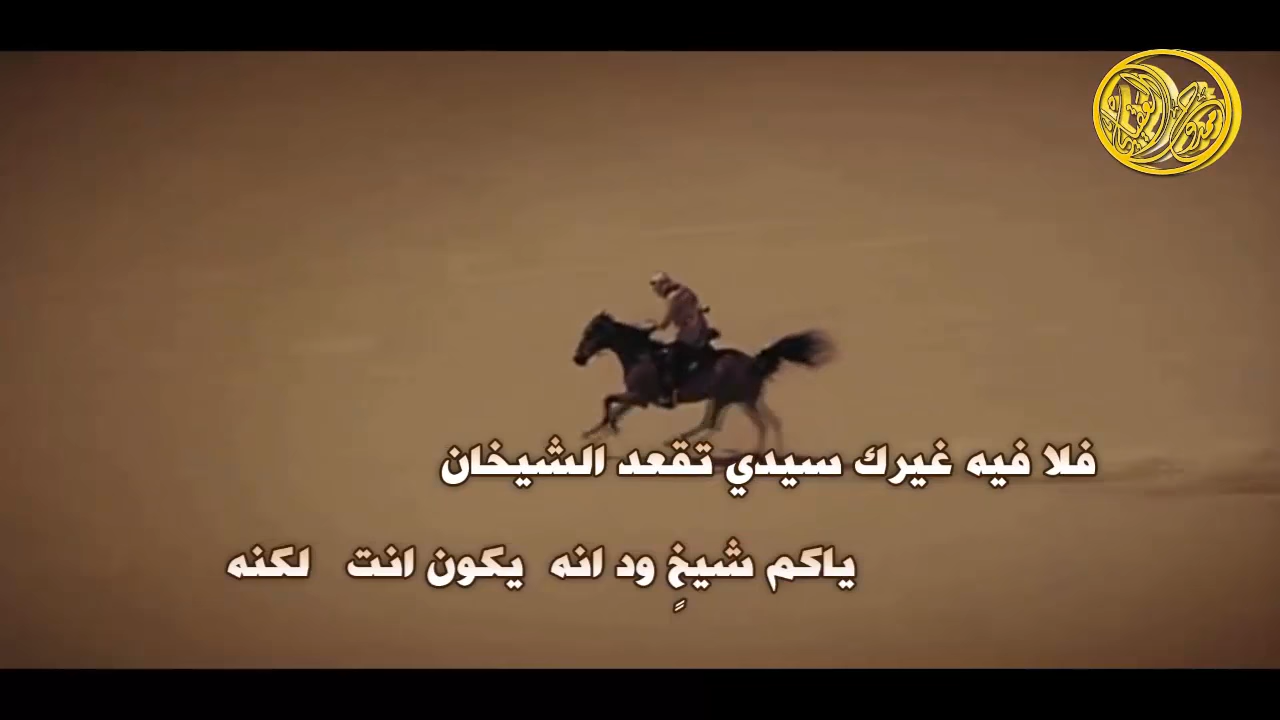 فلا فيه غيرك سيدي تقعد الشيخان
ياكم شيخٍ ود انه يكون انت لكنه